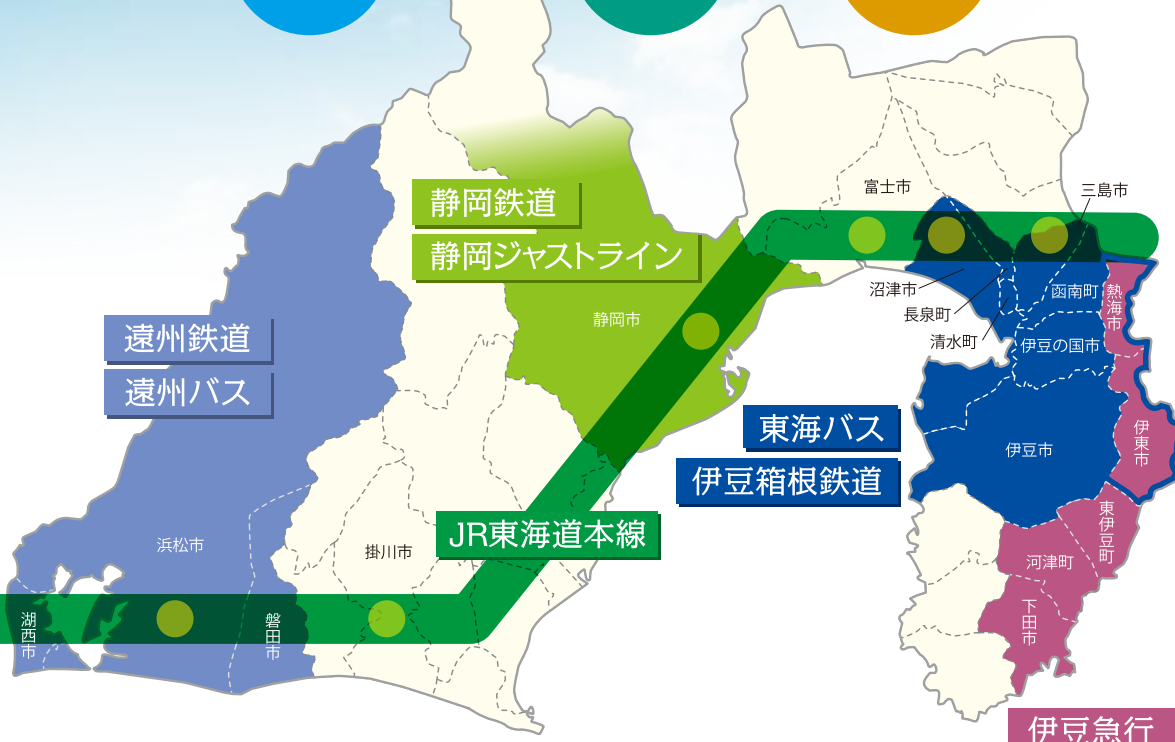 富士市
三島市
静岡鉄道
静岡ジャストライン
沼津市
函南町
熱海市
長泉町
静岡市
遠州鉄道
清水町
伊豆の国市
遠州バス
東海バス
伊東市
伊豆市
伊豆箱根鉄道
JR東海道本線
東伊豆町
浜松市
掛川市
河津町
湖西市
磐田市
下田市
伊豆急行